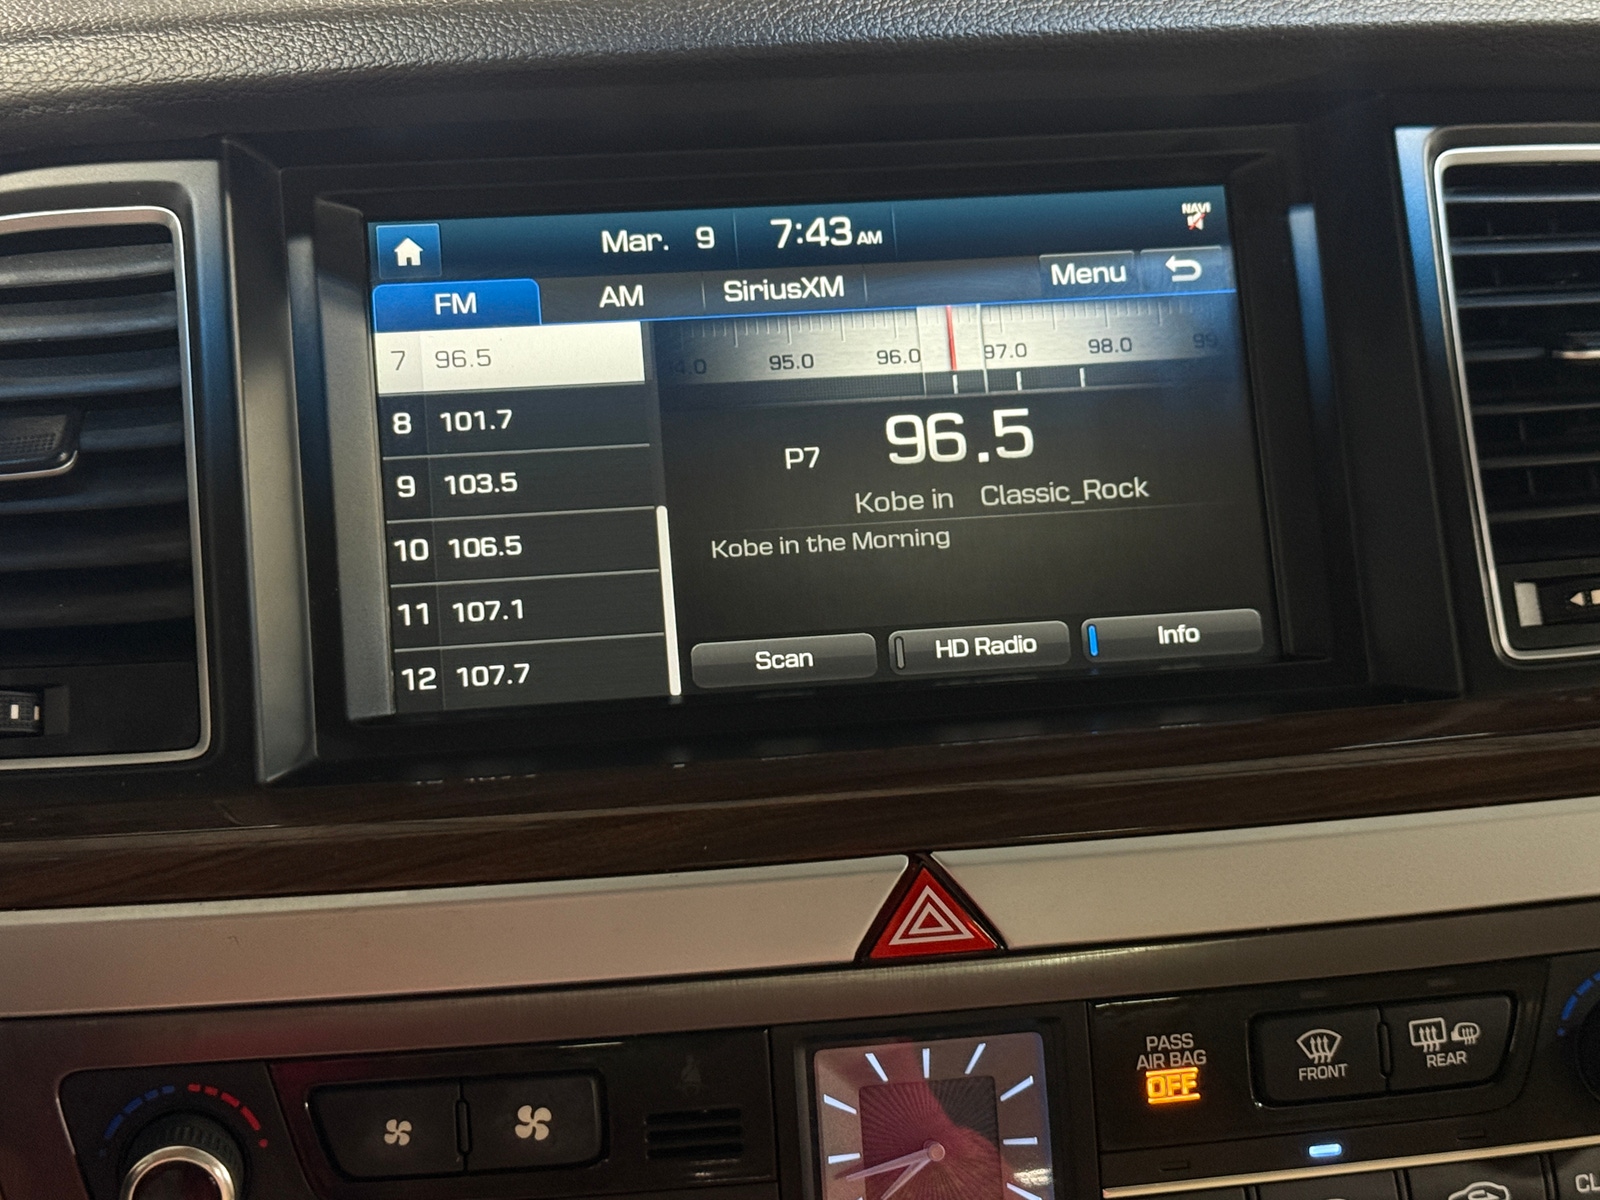 Mar. 9 7:43 AM NAVI
FM AM SiriusXM Menu
7 96.5
8 101.7
9 103.5
10 106.5
11 107.1
12 107.7
95.0 96.0 97.0 98.0 99
P7 96.5
Kobe in Classic_Rock
Kobe in the Morning
Scan HD Radio Info
PASS
AIR BAG
OFF
FRONT
REAR